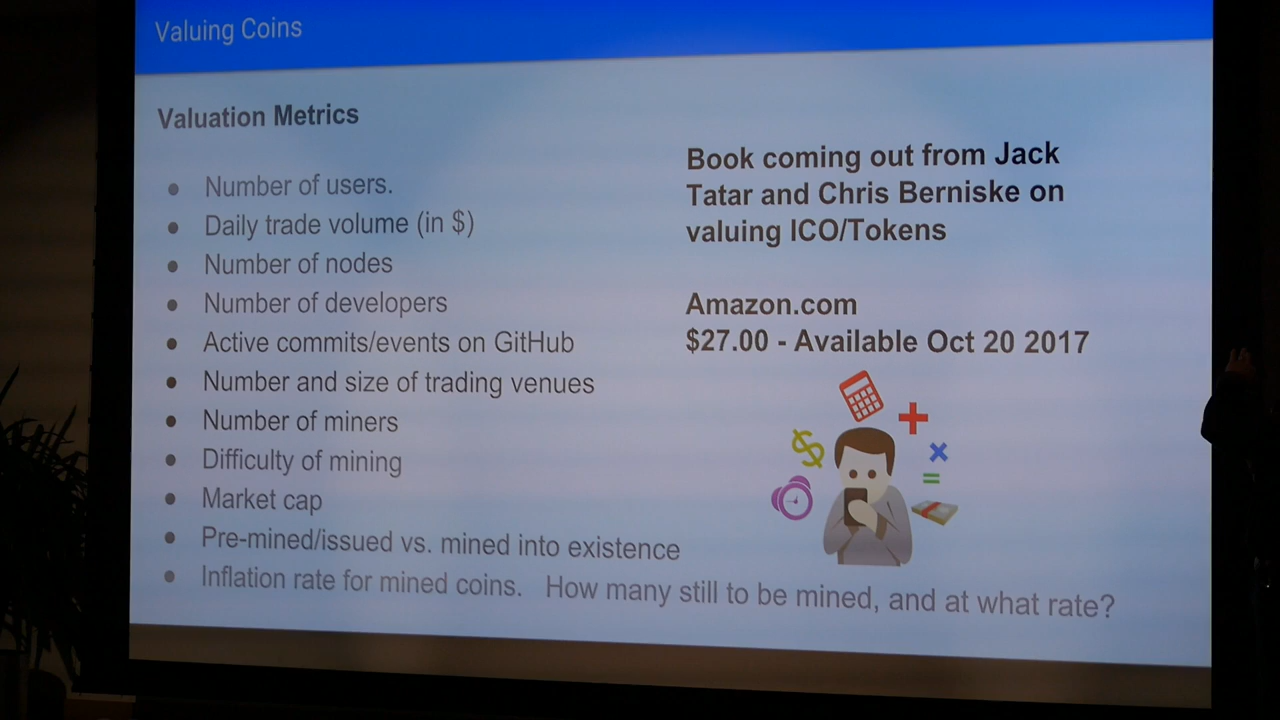 Valuing Coins
Valuation Metrics
● Number of users.
● Daily trade volume (in $)
● Number of nodes
● Number of developers
● Active commits/events on GitHub
● Number and size of trading venues
● Number of miners
● Difficulty of mining
● Market cap
● Pre-mined/issued vs. mined into existence
● Inflation rate for mined coins. How many still to be mined, and at what rate?
Book coming out from Jack
Tatar and Chris Berniske on
valuing ICO/Tokens
Amazon.com
$27.00 - Available Oct 20 2017